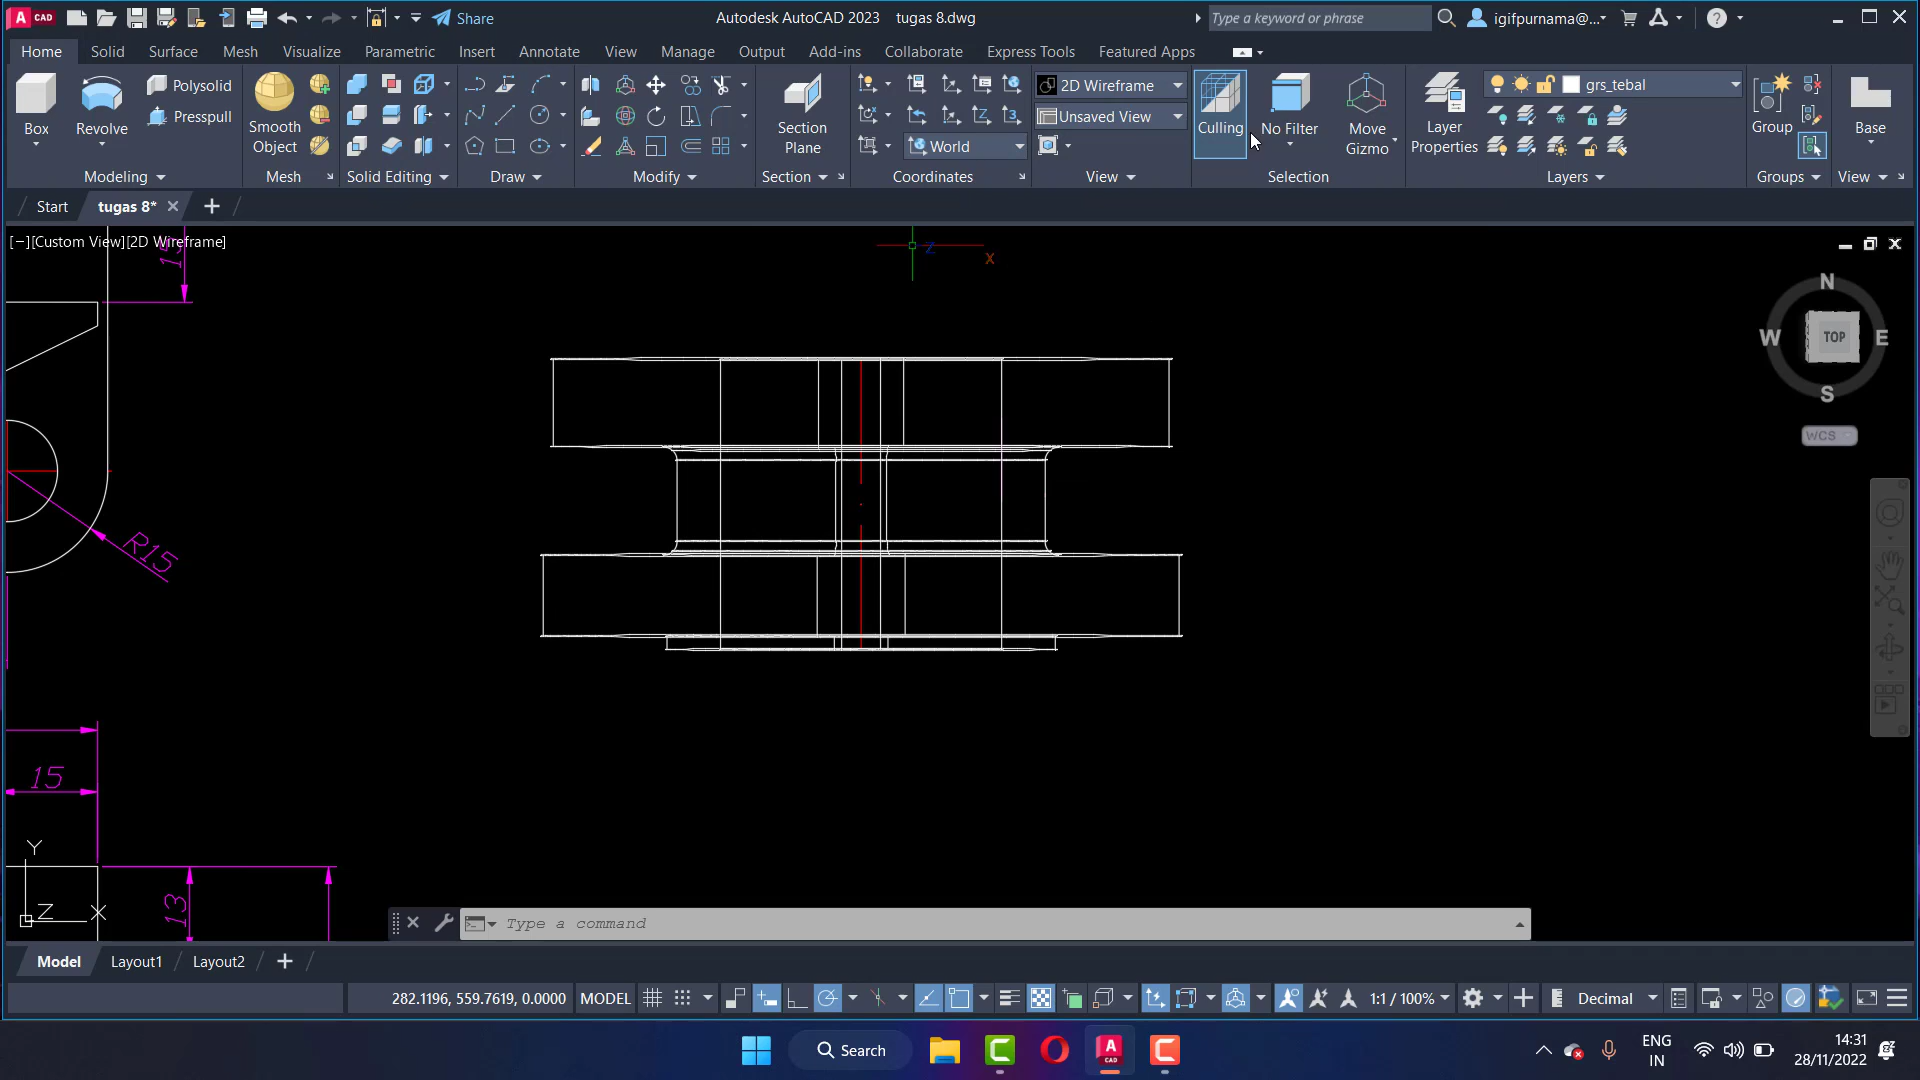 CAD Share Autodesk AutoCAD 2023 tugas 8.dwg Type a keyword or phrase igifpurnama@...
Home Solid Surface Mesh Visualize Parametric Insert Annotate View Manage Output Add-ins Collaborate Express Tools Featured Apps
Polysolid 2D Wireframe grs_tebal
Presspull Unsaved View
Box Revolve Smooth Object Section Plane World Culling No Filter Move Gizmo Layer Properties Group Base
Modeling Mesh Solid Editing Draw Modify Section Coordinates View Selection Layers Groups View
Start tugas 8*
[−][Custom View][2D Wireframe]
15
Z
X
N
W TOP E
S
WCS
R15
15
Y
Z X
13
Type a command
Model Layout1 Layout2
282.1196, 559.7619, 0.0000 MODEL 1:1 / 100% Decimal
Search ENG IN 14:31 28/11/2022